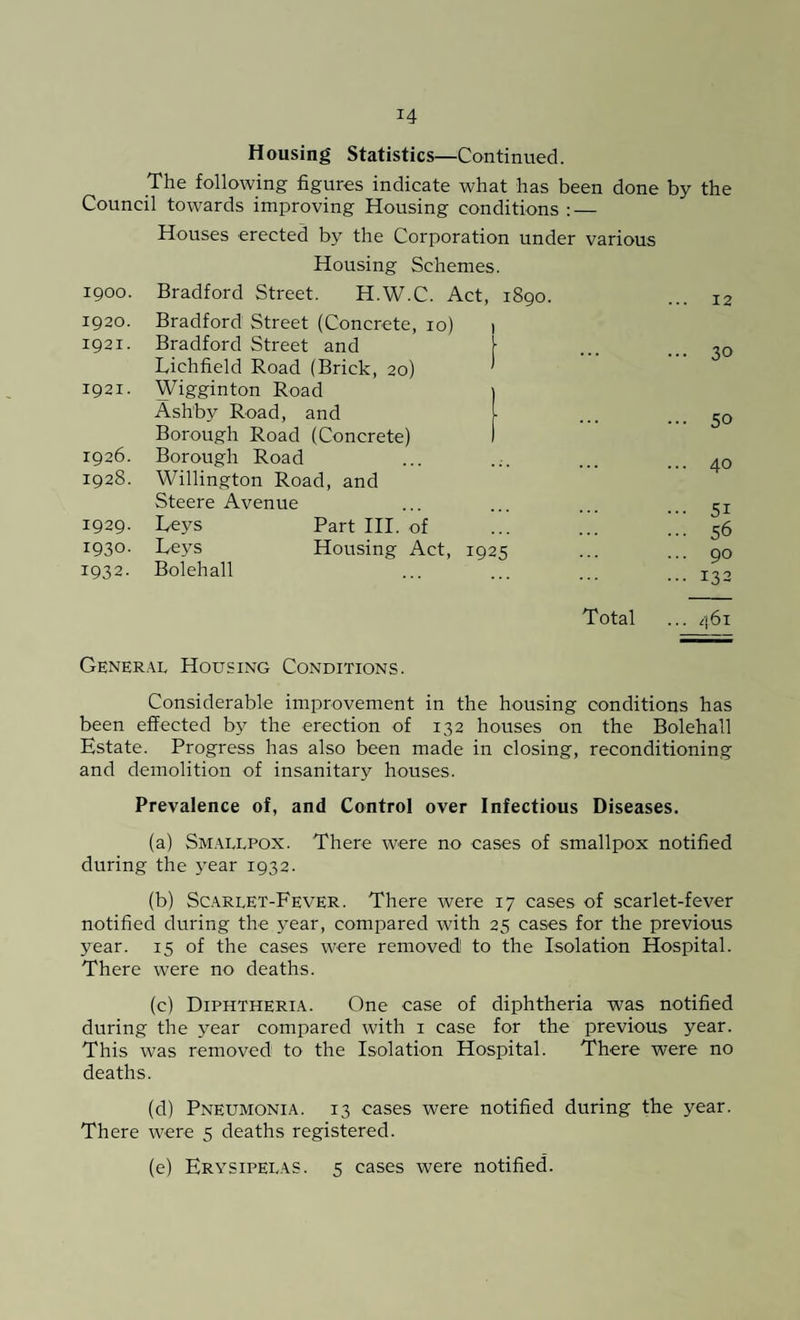 14
Housing Statistics—Continued.
The following figures indicate what has been done by the
Council towards improving Housing conditions :—
Houses erected by the Corporation under various
Housing Schemes.
1900. Bradford Street. H.W.C. Act, 1890. ... 12
1920. Bradford Street (Concrete, 10)
1921. Bradford Street and ... ... 30
Lichfield Road (Brick, 20)
1921. Wigginton Road
Ashby Road, and ... ... 50
Borough Road (Concrete)
1926. Borough Road ... ... ... ... 40
1928. Willington Road, and
Steere Avenue ... ... ... ... 51
1929. Leys Part III. of ... ... ... 56
1930. Leys Housing Act, 1925 ... ... 90
1932. Bolehall ... ... ... ... 132
Total ... 461
General Housing Conditions.
Considerable improvement in the housing conditions has
been effected by the erection of 132 houses on the Bolehall
Estate. Progress has also been made in closing, reconditioning
and demolition of insanitary houses.
Prevalence of, and Control over Infectious Diseases.
(a) Smallpox. There were no cases of smallpox notified
during the year 1932.
(b) Scarlet-Fever. There were 17 cases of scarlet-fever
notified during the year, compared with 25 cases for the previous
year. 15 of the cases were removed to the Isolation Hospital.
There were no deaths.
(c) Diphtheria. One case of diphtheria was notified
during the year compared with 1 case for the previous year.
This was removed to the Isolation Hospital. There were no
deaths.
(d) Pneumonia. 13 cases were notified during the year.
There were 5 deaths registered.
(e) Erysipelas. 5 cases were notified.